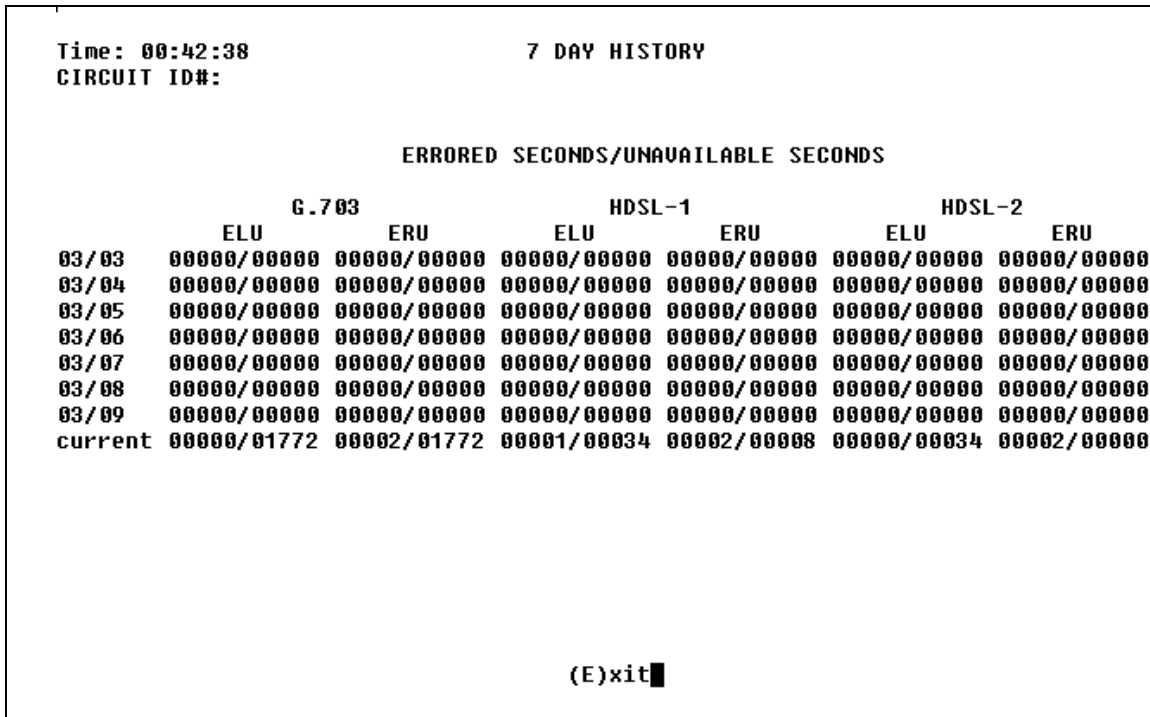 Time: 00:42:38 7 DAY HISTORY
CIRCUIT ID#:
ERRORED SECONDS/UNAVAILABLE SECONDS
G.703 HDSL-1 HDSL-2
ELU ERU ELU ERU ELU ERU
03/03 00000/00000 00000/00000 00000/00000 00000/00000 00000/00000 00000/00000
03/04 00000/00000 00000/00000 00000/00000 00000/00000 00000/00000 00000/00000
03/05 00000/00000 00000/00000 00000/00000 00000/00000 00000/00000 00000/00000
03/06 00000/00000 00000/00000 00000/00000 00000/00000 00000/00000 00000/00000
03/07 00000/00000 00000/00000 00000/00000 00000/00000 00000/00000 00000/00000
03/08 00000/00000 00000/00000 00000/00000 00000/00000 00000/00000 00000/00000
03/09 00000/00000 00000/00000 00000/00000 00000/00000 00000/00000 00000/00000
current 00000/01772 00002/01772 00001/00034 00002/00008 00000/00034 00002/00000
(E)xit